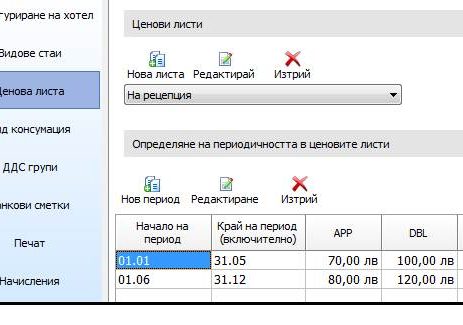 гуриране на хотел
Видове стаи
Ценова листа
д консумация
ДДС групи
анкови сметки
Печат
Начисления
Ценови листи
Нова листа Редактирай Изтрий
На рецепция
Определяне на периодичността в ценовите листи
Нов период Редактиране Изтрий
Начало на период
Край на период (включително)
APP
DBL
01.01 31.05 70,00 лв 100,00 лв
01.06 31.12 80,00 лв 120,00 лв